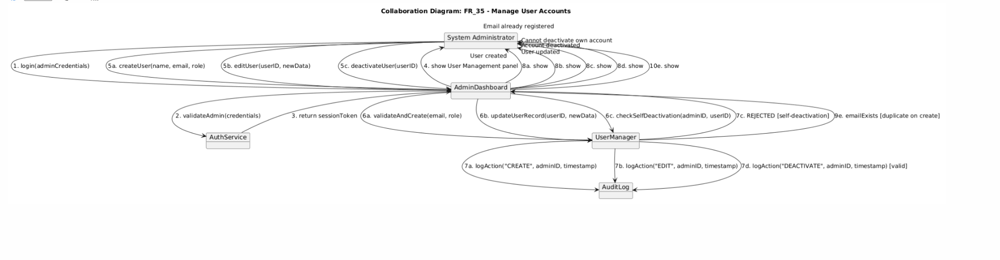 Collaboration Diagram: FR_35 - Manage User Accounts
Email already registered
System Administrator
Cannot deactivate own account
Account deactivated
User updated
User created
1. login(adminCredentials)
5a. createUser(name, email, role)
5b. editUser(userID, newData)
5c. deactivateUser(userID)
4. show User Management panel
8a. show
8b. show
8c. show
8d. show
10e. show
AdminDashboard
2. validateAdmin(credentials)
3. return sessionToken
6a. validateAndCreate(email, role)
6b. updateUserRecord(userID, newData)
6c. checkSelfDeactivation(adminID, userID)
7c. REJECTED [self-deactivation]
9e. emailExists [duplicate on create]
AuthService
UserManager
7a. logAction("CREATE", adminID, timestamp)
7b. logAction("EDIT", adminID, timestamp)
7d. logAction("DEACTIVATE", adminID, timestamp) [valid]
AuditLog